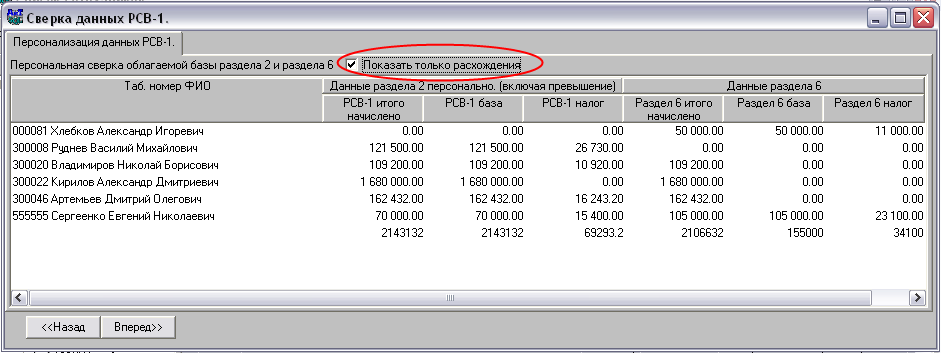 Сверка данных РСВ-1.
Персонализация данных РСВ-1.
Персональная сверка облагаемой базы раздела 2 и раздела 6 Показать только расхождения
Таб. номер ФИО Данные раздела 2 персонально. (включая превышение) Данные раздела 6
РСВ-1 итого начислено РСВ-1 база РСВ-1 налог Раздел 6 итого начислено Раздел 6 база Раздел 6 налог
000081 Хлебков Александр Игоревич 0.00 0.00 0.00 50 000.00 50 000.00 11 000.00
300008 Руднев Василий Михайлович 121 500.00 121 500.00 26 730.00 0.00 0.00 0.00
300020 Владимиров Николай Борисович 109 200.00 109 200.00 10 920.00 109 200.00 0.00 0.00
300022 Кирилов Александр Дмитриевич 1 680 000.00 1 680 000.00 0.00 1 680 000.00 0.00 0.00
300046 Артемьев Дмитрий Олегович 162 432.00 162 432.00 16 243.20 162 432.00 0.00 0.00
555555 Сергеенко Евгений Николаевич 70 000.00 70 000.00 15 400.00 105 000.00 105 000.00 23 100.00
2143132 2143132 69293.2 2106632 155000 34100
<<Назад Вперед>>